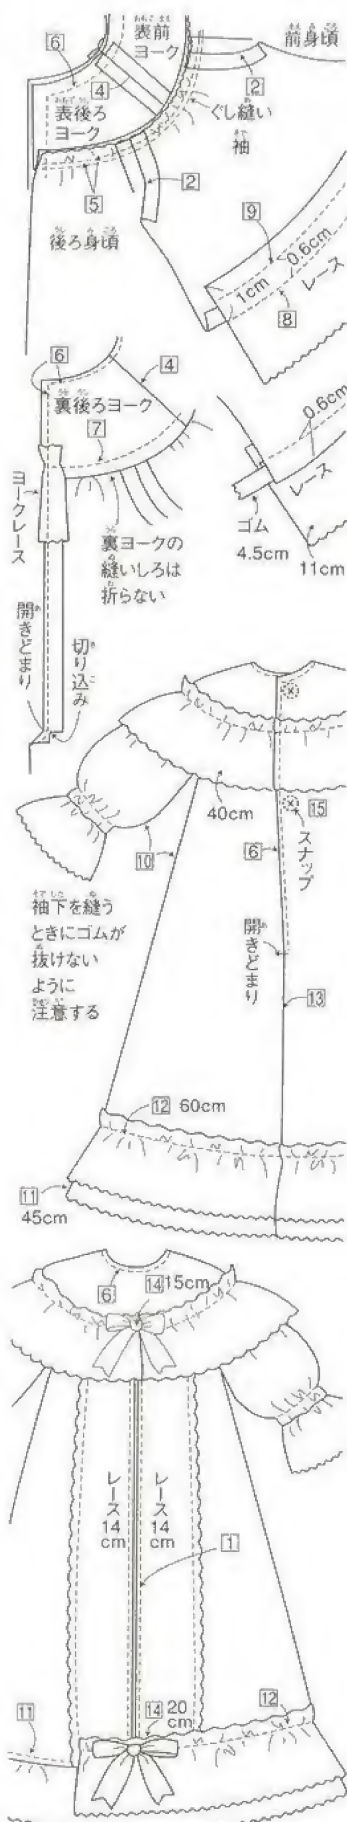 表前
ヨーク
前身頃
6
4
2
表後ろ
ヨーク
ぐし縫い
袖
5
2
後ろ身頃
9
0.6cm
1cm
レース
8
6
4
裏後ろヨーク
7
0.6cm
レース
ヨークレース
裏ヨークの
縫いしろは
折らない
ゴム
4.5cm
11cm
開きどまり
切り込み
40cm
15
スナップ
10
6
袖下を縫う
ときにゴムが
抜けない
ように
注意する
開きどまり
13
12 60cm
11
45cm
6
14 15cm
レース
14
cm
レース
14
cm
1
11
14 20
cm
12